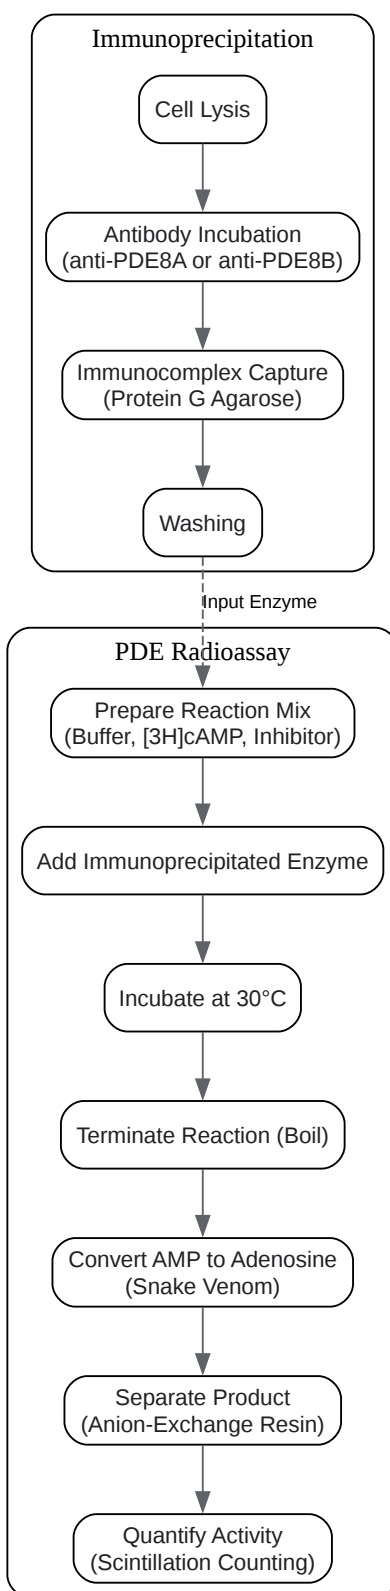 Immunoprecipitation
Cell Lysis
Antibody Incubation
(anti-PDE8A or anti-PDE8B)
Immunocomplex Capture
(Protein G Agarose)
Washing
Input Enzyme
PDE Radioassay
Prepare Reaction Mix
(Buffer, [3H]cAMP, Inhibitor)
Add Immunoprecipitated Enzyme
Incubate at 30°C
Terminate Reaction (Boil)
Convert AMP to Adenosine
(Snake Venom)
Separate Product
(Anion-Exchange Resin)
Quantify Activity
(Scintillation Counting)